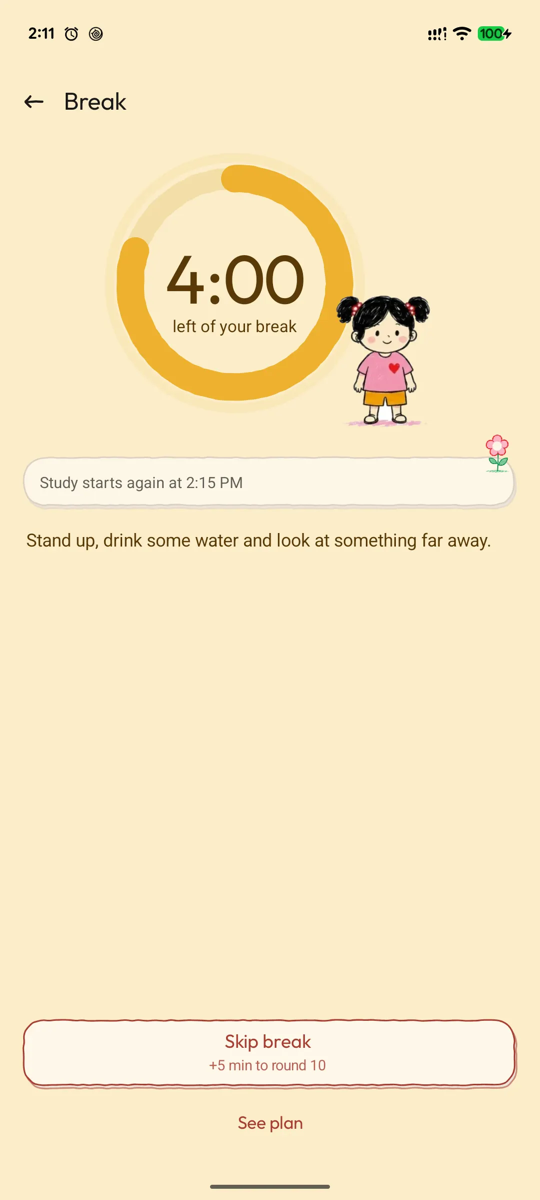 2:11
100
Break
4:00
left of your break
Study starts again at 2:15 PM
Stand up, drink some water and look at something far away.
Skip break
+5 min to round 10
See plan